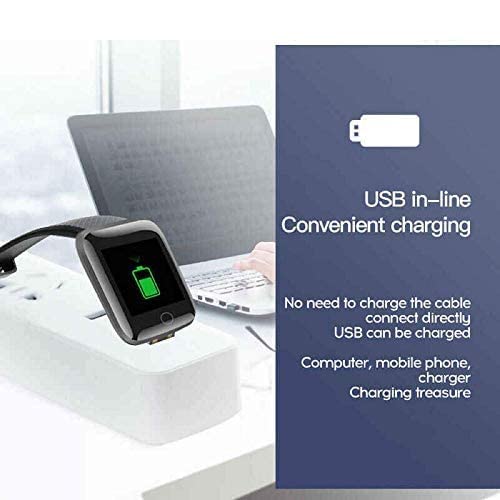 USB in-line
Convenient charging
No need to charge the cable
connect directly
USB can be charged
Computer, mobile phone,
charger
Charging treasure